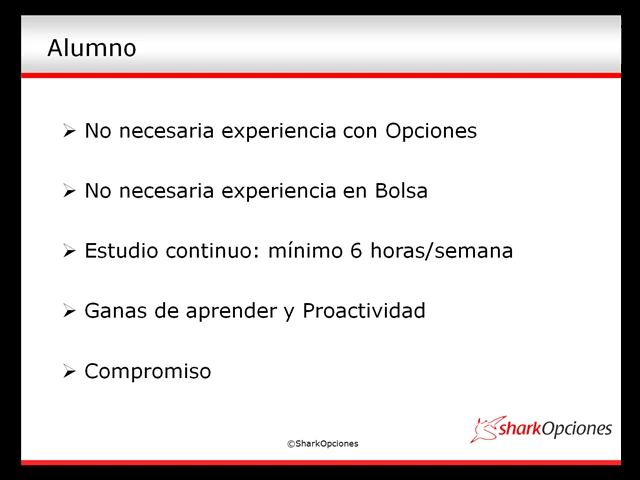 Alumno
➢ No necesaria experiencia con Opciones
➢ No necesaria experiencia en Bolsa
➢ Estudio continuo: mínimo 6 horas/semana
➢ Ganas de aprender y Proactividad
➢ Compromiso
sharkOpciones
©SharkOpciones